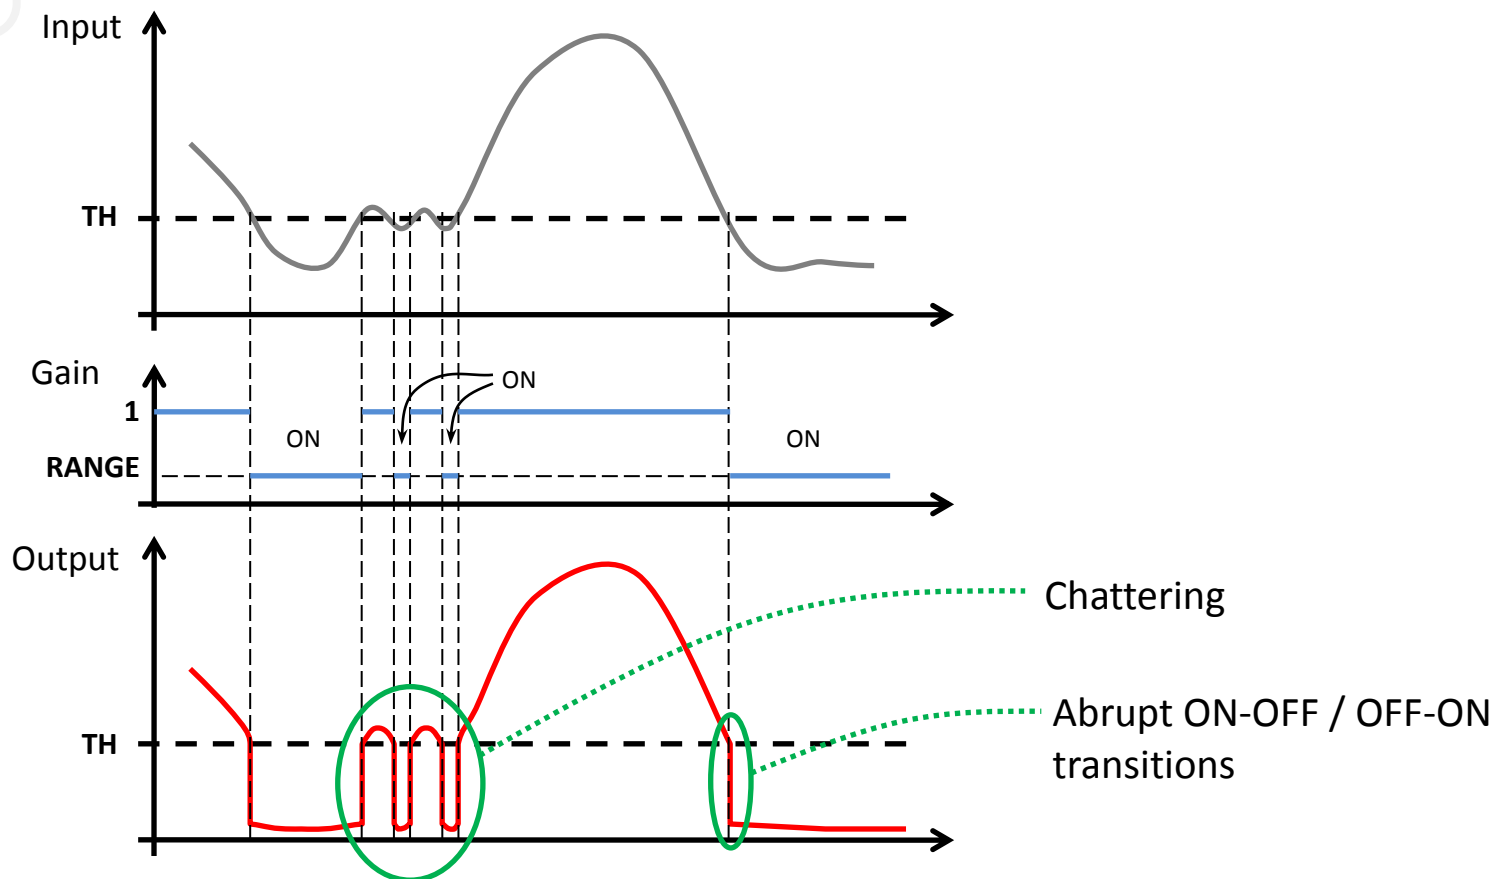 Input
TH
Gain
1
ON
ON
ON
RANGE
Output
Chattering
Abrupt ON-OFF / OFF-ON
transitions
TH